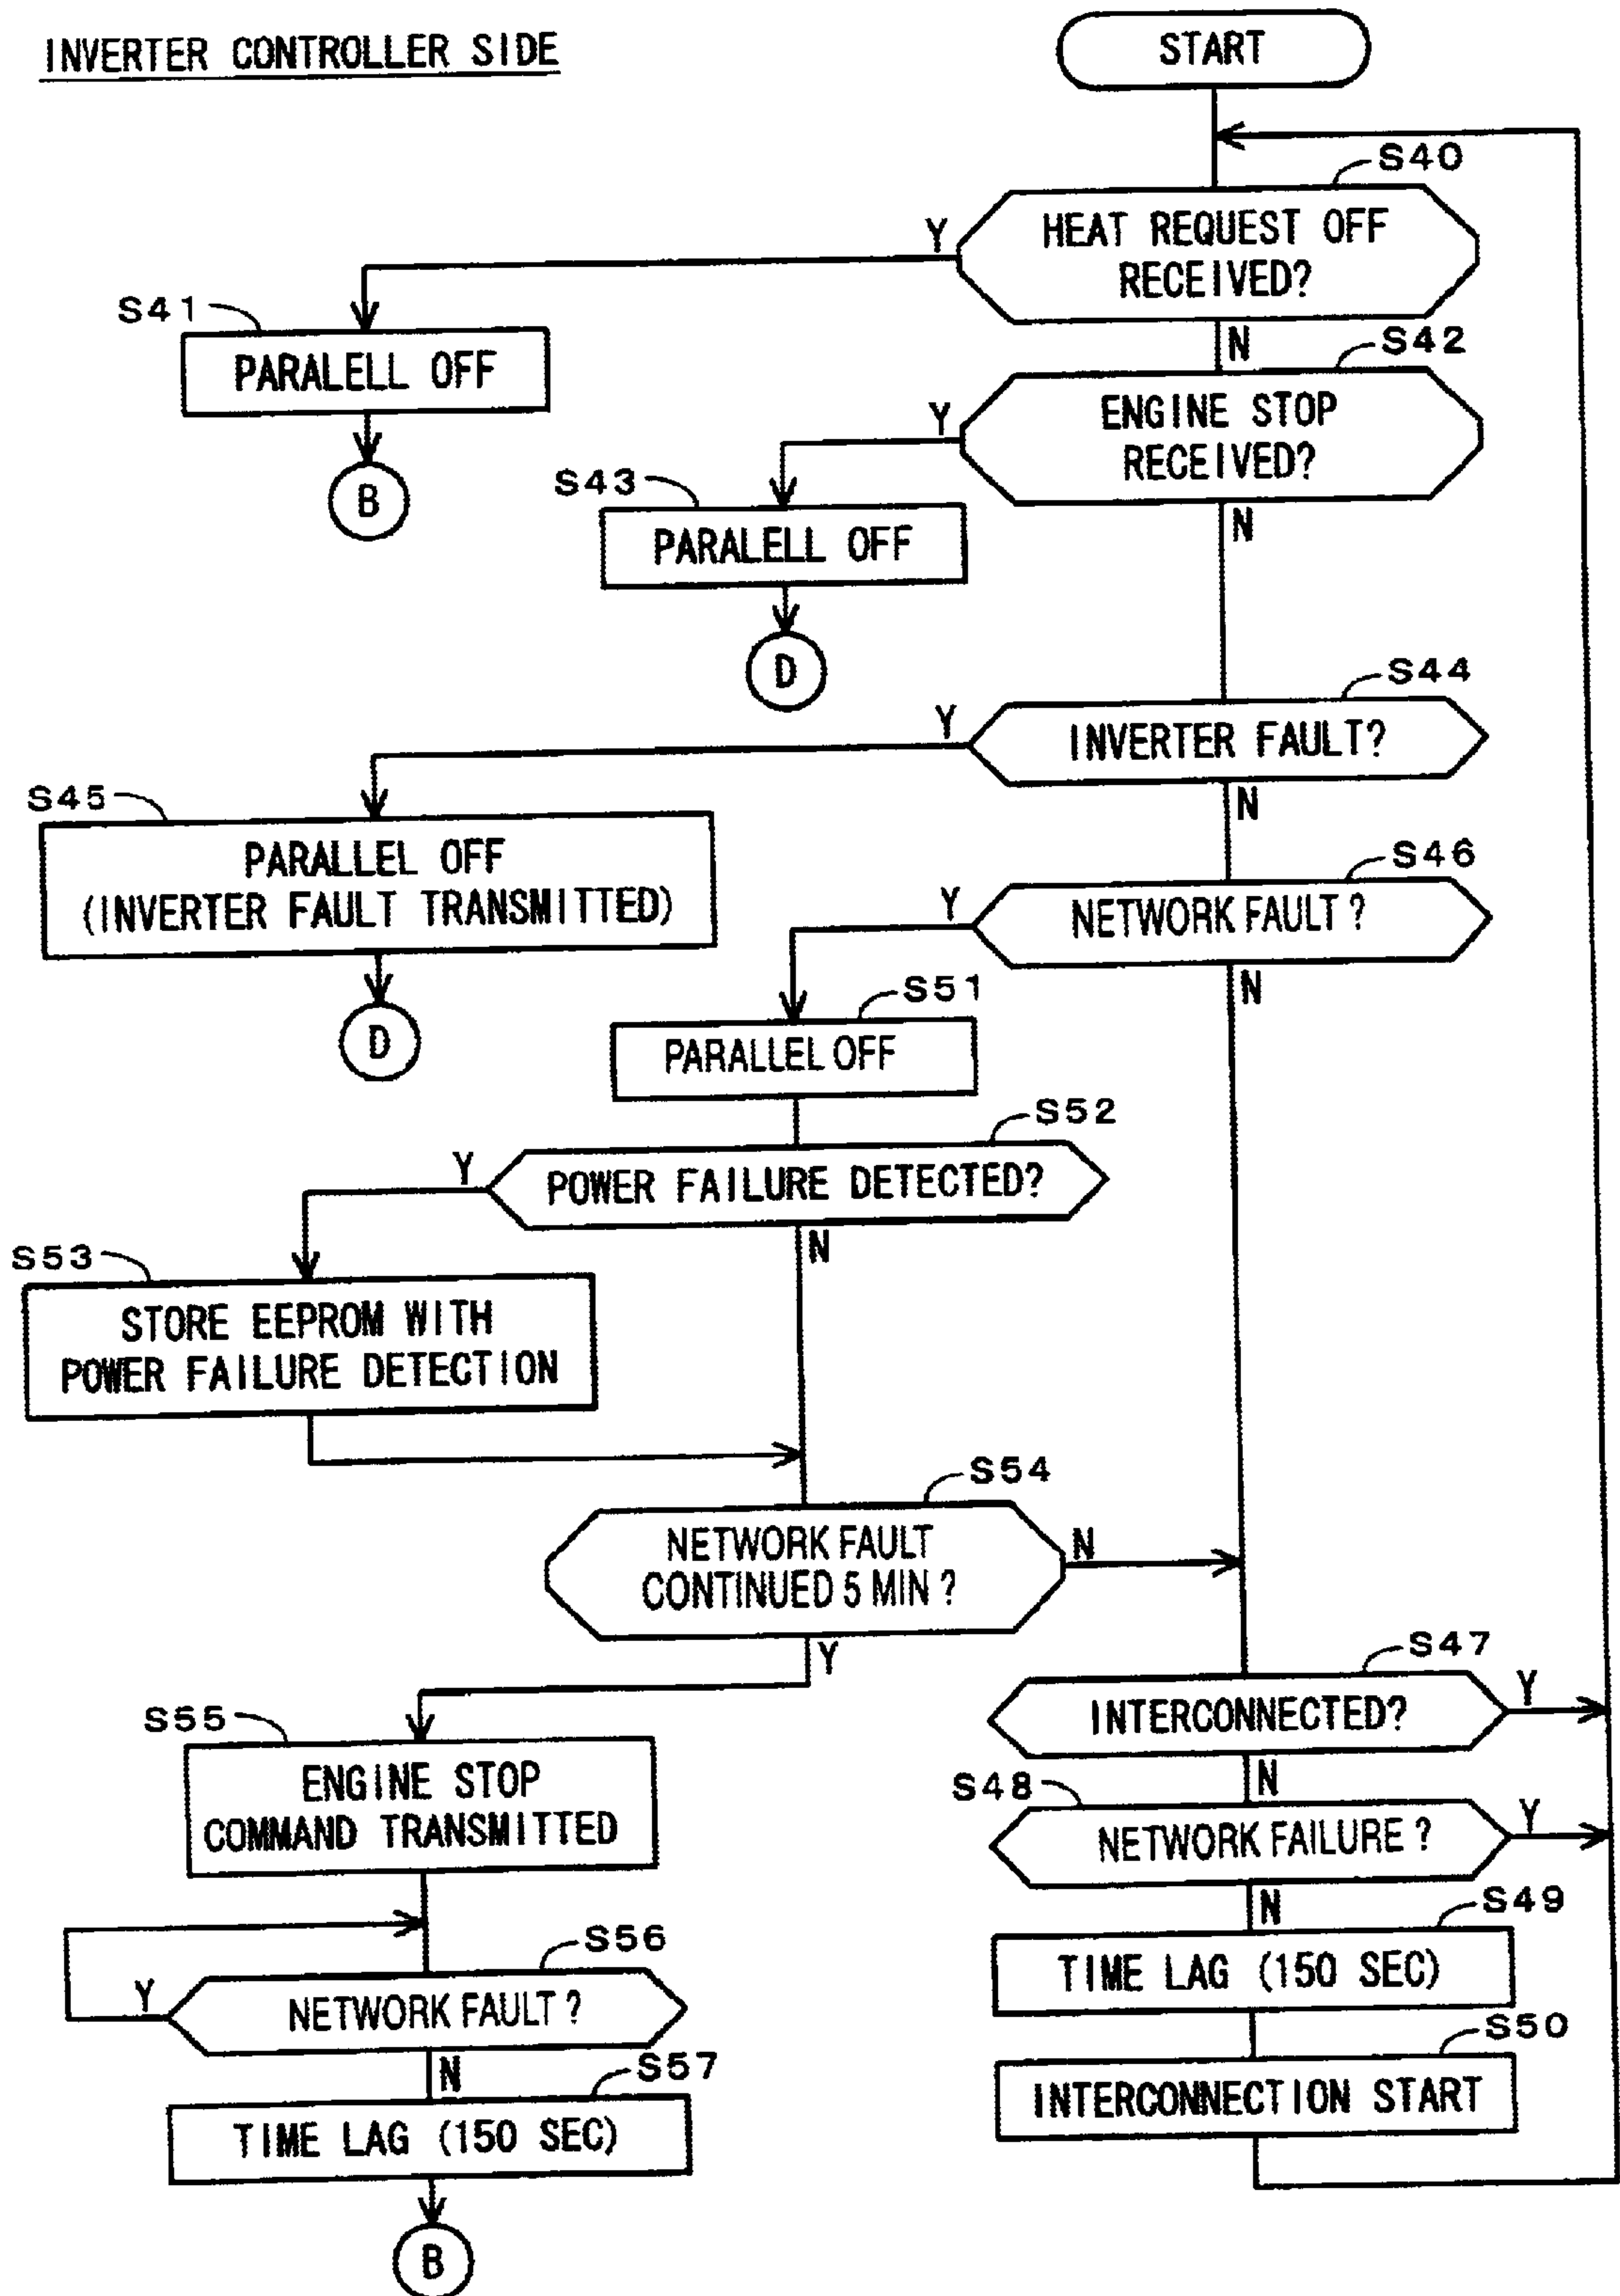 INVERTER CONTROLLER SIDE
START
S40
HEAT REQUEST OFF
RECEIVED?
Y
N
S41
PARALELL OFF
B
S42
ENGINE STOP
RECEIVED?
Y
N
S43
PARALELL OFF
D
S44
INVERTER FAULT?
Y
N
S45
PARALLEL OFF
(INVERTER FAULT TRANSMITTED)
D
S46
NETWORK FAULT ?
Y
N
S51
PARALLEL OFF
S52
POWER FAILURE DETECTED?
Y
N
S53
STORE EEPROM WITH
POWER FAILURE DETECTION
S54
NETWORK FAULT
CONTINUED 5 MIN ?
N
Y
S47
INTERCONNECTED?
Y
N
S55
ENGINE STOP
COMMAND TRANSMITTED
S48
NETWORK FAILURE ?
Y
N
S49
TIME LAG (150 SEC)
S56
NETWORK FAULT ?
Y
N
S50
INTERCONNECTION START
S57
TIME LAG (150 SEC)
B